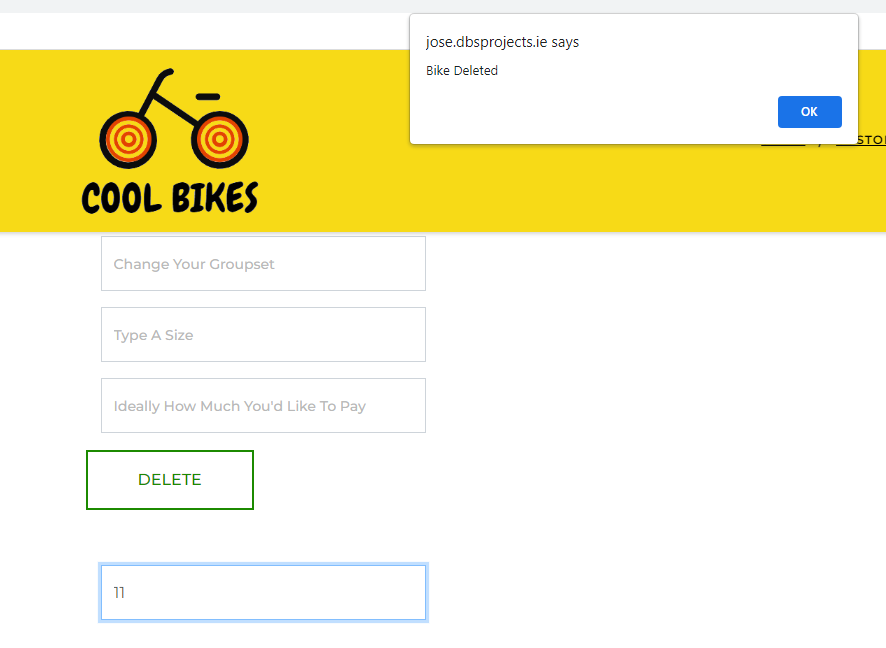 jose.dbsprojects.ie says
Bike Deleted
OK
COOL BIKES
Change Your Groupset
Type A Size
Ideally How Much You'd Like To Pay
DELETE
11